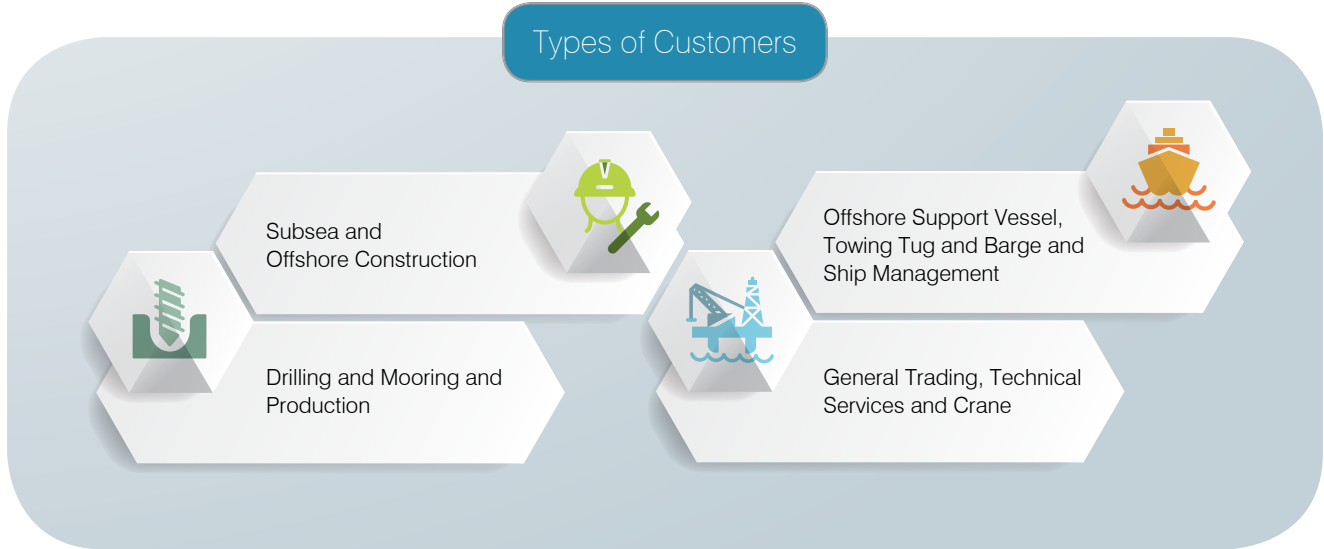 Types of Customers
Subsea and
Offshore Construction
Drilling and Mooring and
Production
Offshore Support Vessel,
Towing Tug and Barge and
Ship Management
General Trading, Technical
Services and Crane